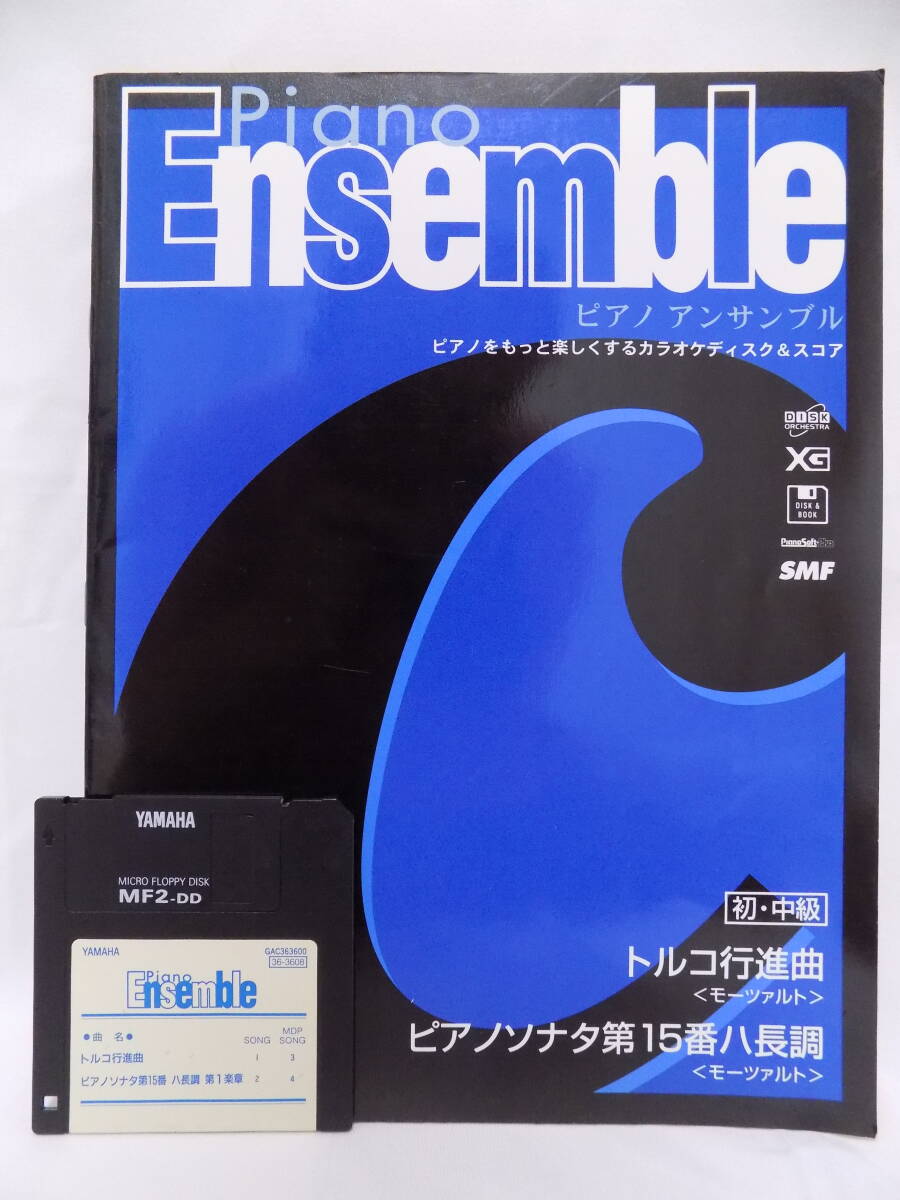 Piano
Ensemble
ピアノ アンサンブル
ピアノをもっと楽しくするカラオケディスク&スコア
DISK
ORCHESTRA
XG
DISK &
BOOK
PianoSoft
SMF
初・中級
トルコ行進曲
<モーツァルト>
ピアノソナタ第15番ハ長調
<モーツァルト>
YAMAHA
MICRO FLOPPY DISK
MF2-DD
YAMAHA GAC363600
36-3608
Piano
Ensemble
●曲 名● SONG MDP SONG
トルコ行進曲 1 3
ピアノソナタ第15番 ハ長調 第1楽章 2 4